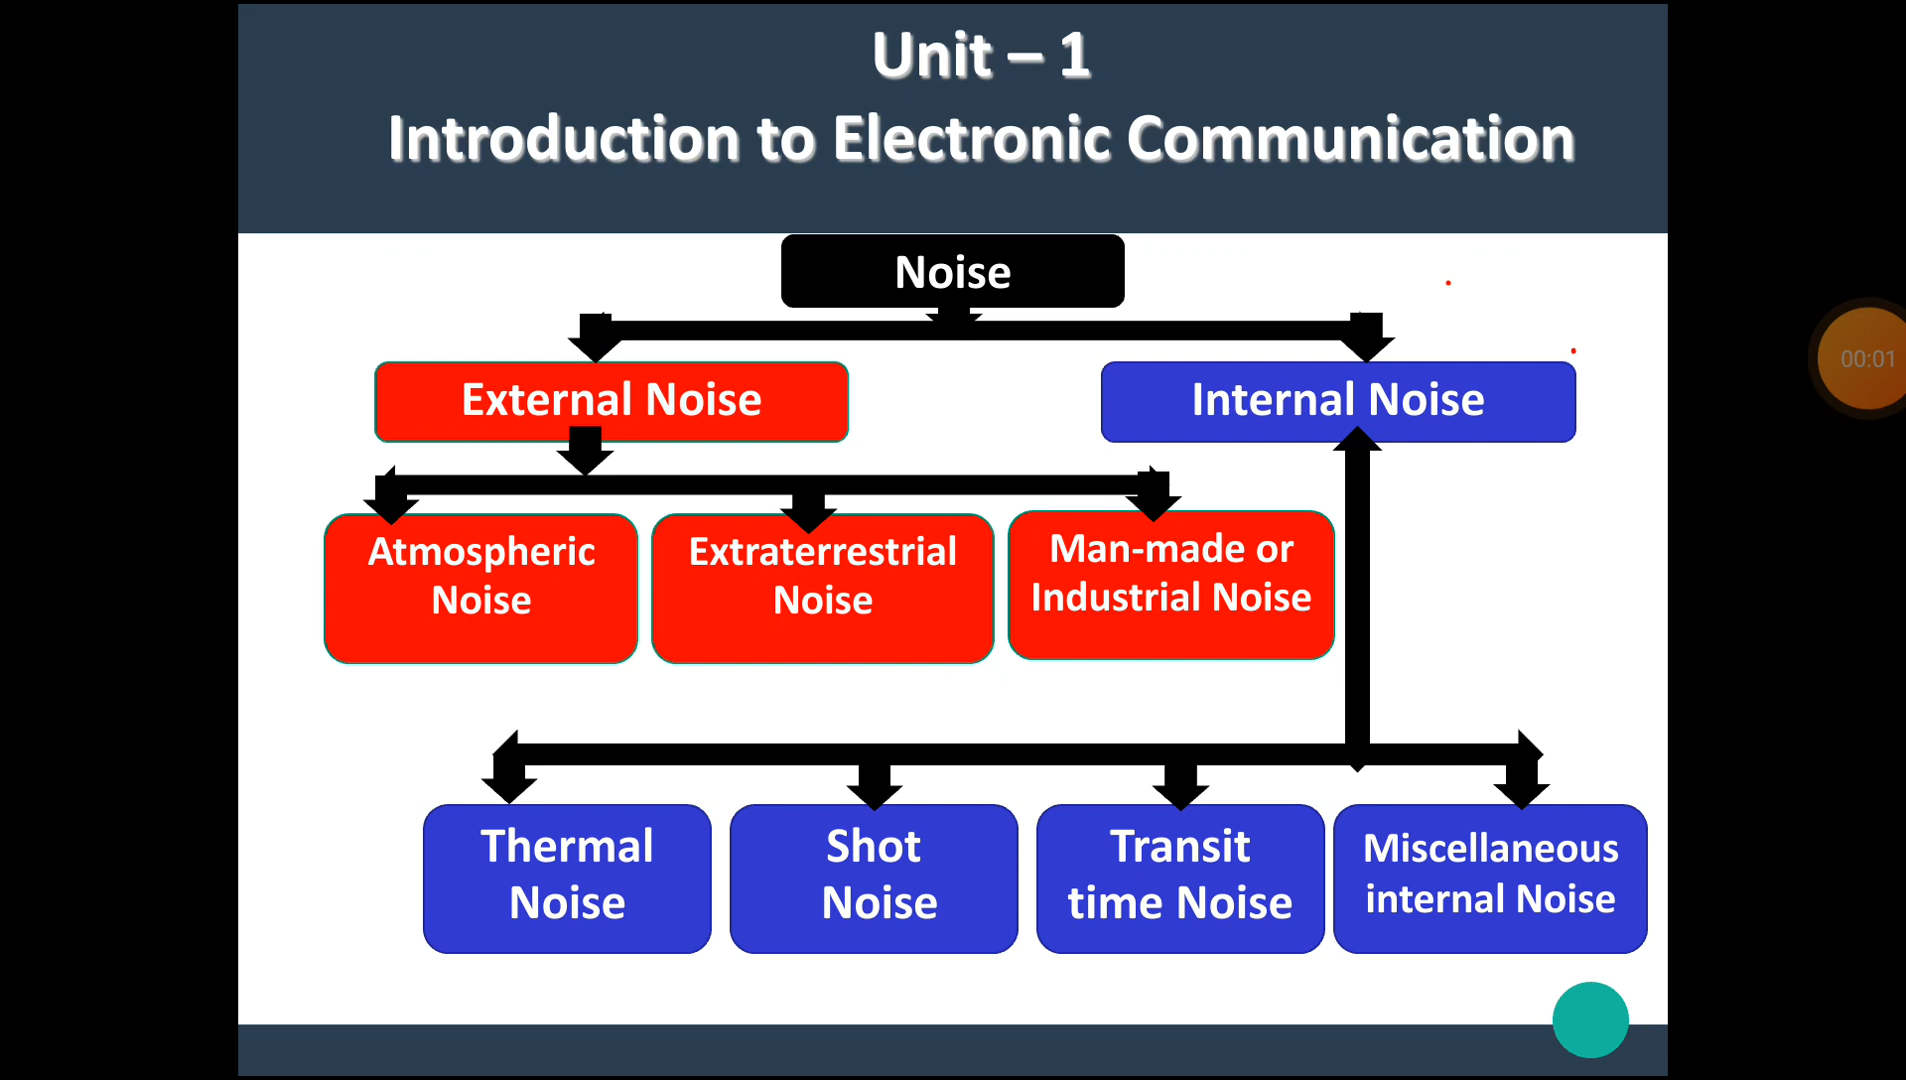 Unit – 1
Introduction to Electronic Communication
Noise
External Noise
Internal Noise
Atmospheric
Noise
Extraterrestrial
Noise
Man-made or
Industrial Noise
Thermal
Noise
Shot
Noise
Transit
time Noise
Miscellaneous
internal Noise
00:01